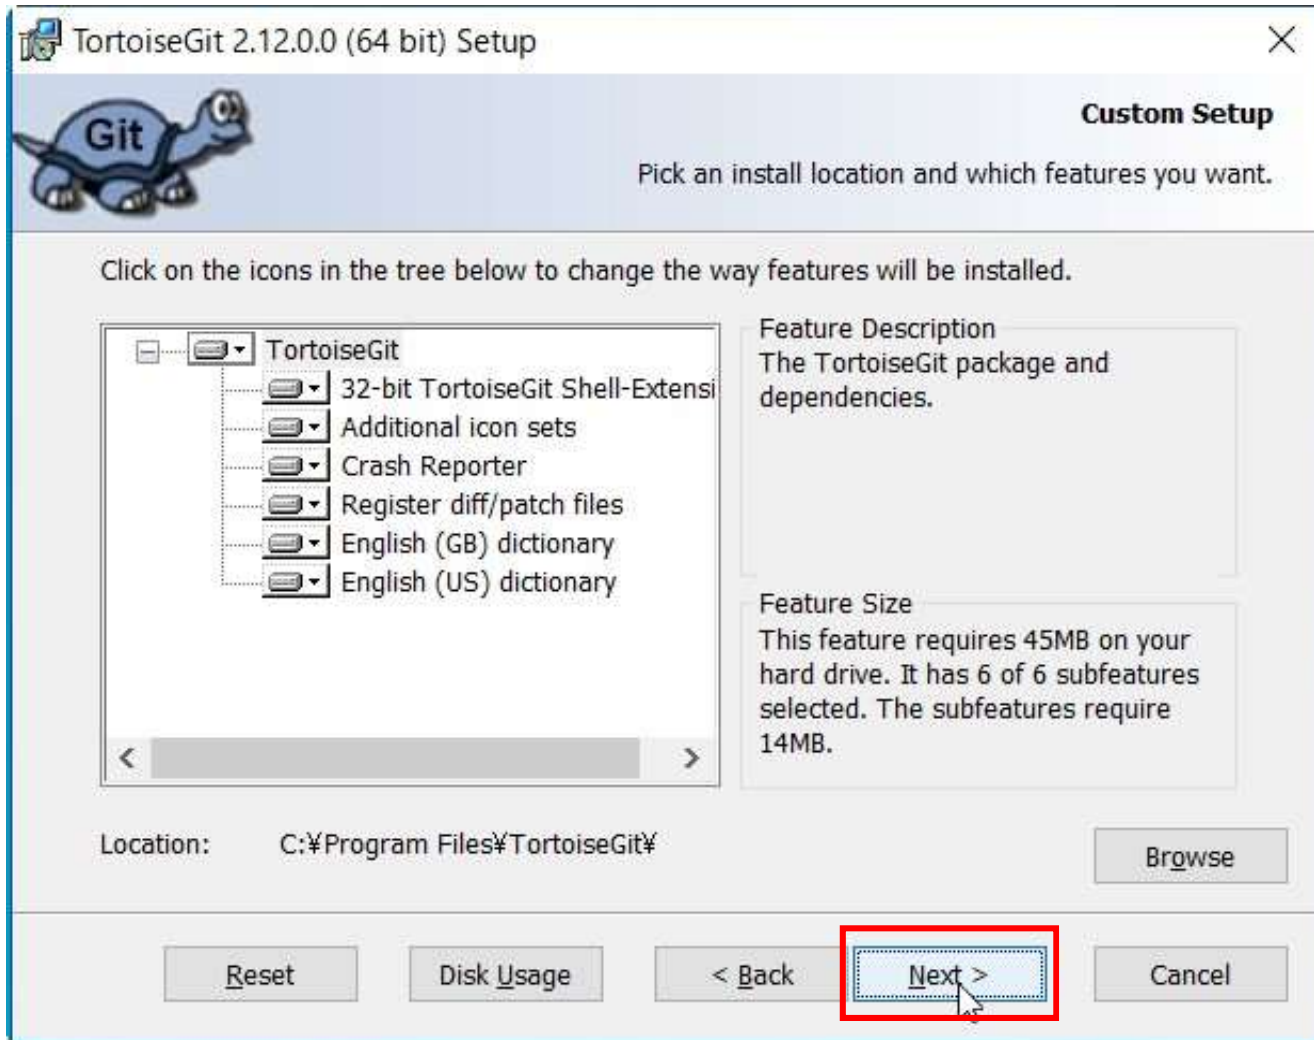 TortoiseGit 2.12.0.0 (64 bit) Setup
Git
Custom Setup
Pick an install location and which features you want.
Click on the icons in the tree below to change the way features will be installed.
TortoiseGit
32-bit TortoiseGit Shell-Extensi
Additional icon sets
Crash Reporter
Register diff/patch files
English (GB) dictionary
English (US) dictionary
Feature Description
The TortoiseGit package and
dependencies.
Feature Size
This feature requires 45MB on your
hard drive. It has 6 of 6 subfeatures
selected. The subfeatures require
14MB.
Location: C:¥Program Files¥TortoiseGit¥
Browse
Reset Disk Usage < Back Next > Cancel